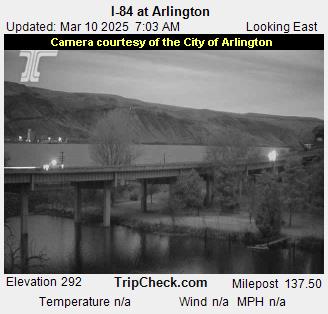 I-84 at Arlington
Updated: Mar 10 2025 7:03 AM Looking East
Camera courtesy of the City of Arlington
Elevation 292 TripCheck.com Milepost 137.50
Temperature n/a Wind n/a MPH n/a